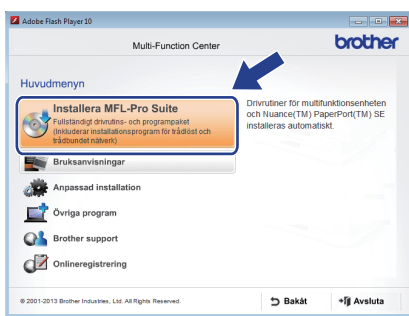 Adobe Flash Player 10
Multi-Function Center
brother
Huvudmenyn
Installera MFL-Pro Suite
Fullständigt drivrutins- och programpaket
(Inkluderar installationsprogram för trådlöst och
trådbundet nätverk)
Drivrutiner för multifunktionsenheten
och Nuance(TM) PaperPort(TM) SE
installeras automatiskt.
Bruksanvisningar
Anpassad installation
Övriga program
Brother support
Onlineregistrering
© 2001-2013 Brother Industries, Ltd. All Rights Reserved.
Bakåt
Avsluta